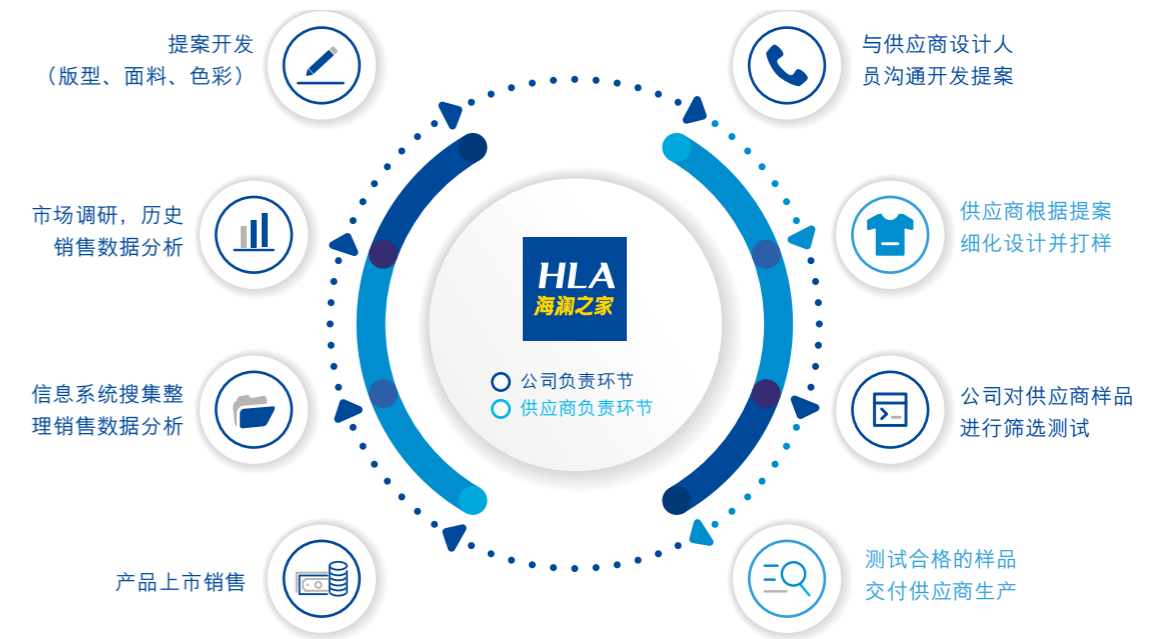 提案开发
（版型、面料、色彩）
与供应商设计人
员沟通开发提案
市场调研，历史
销售数据分析
供应商根据提案
细化设计并打样
HLA
海澜之家
公司负责环节
供应商负责环节
信息系统搜集整
理销售数据分析
公司对供应商样品
进行筛选测试
产品上市销售
测试合格的样品
交付供应商生产